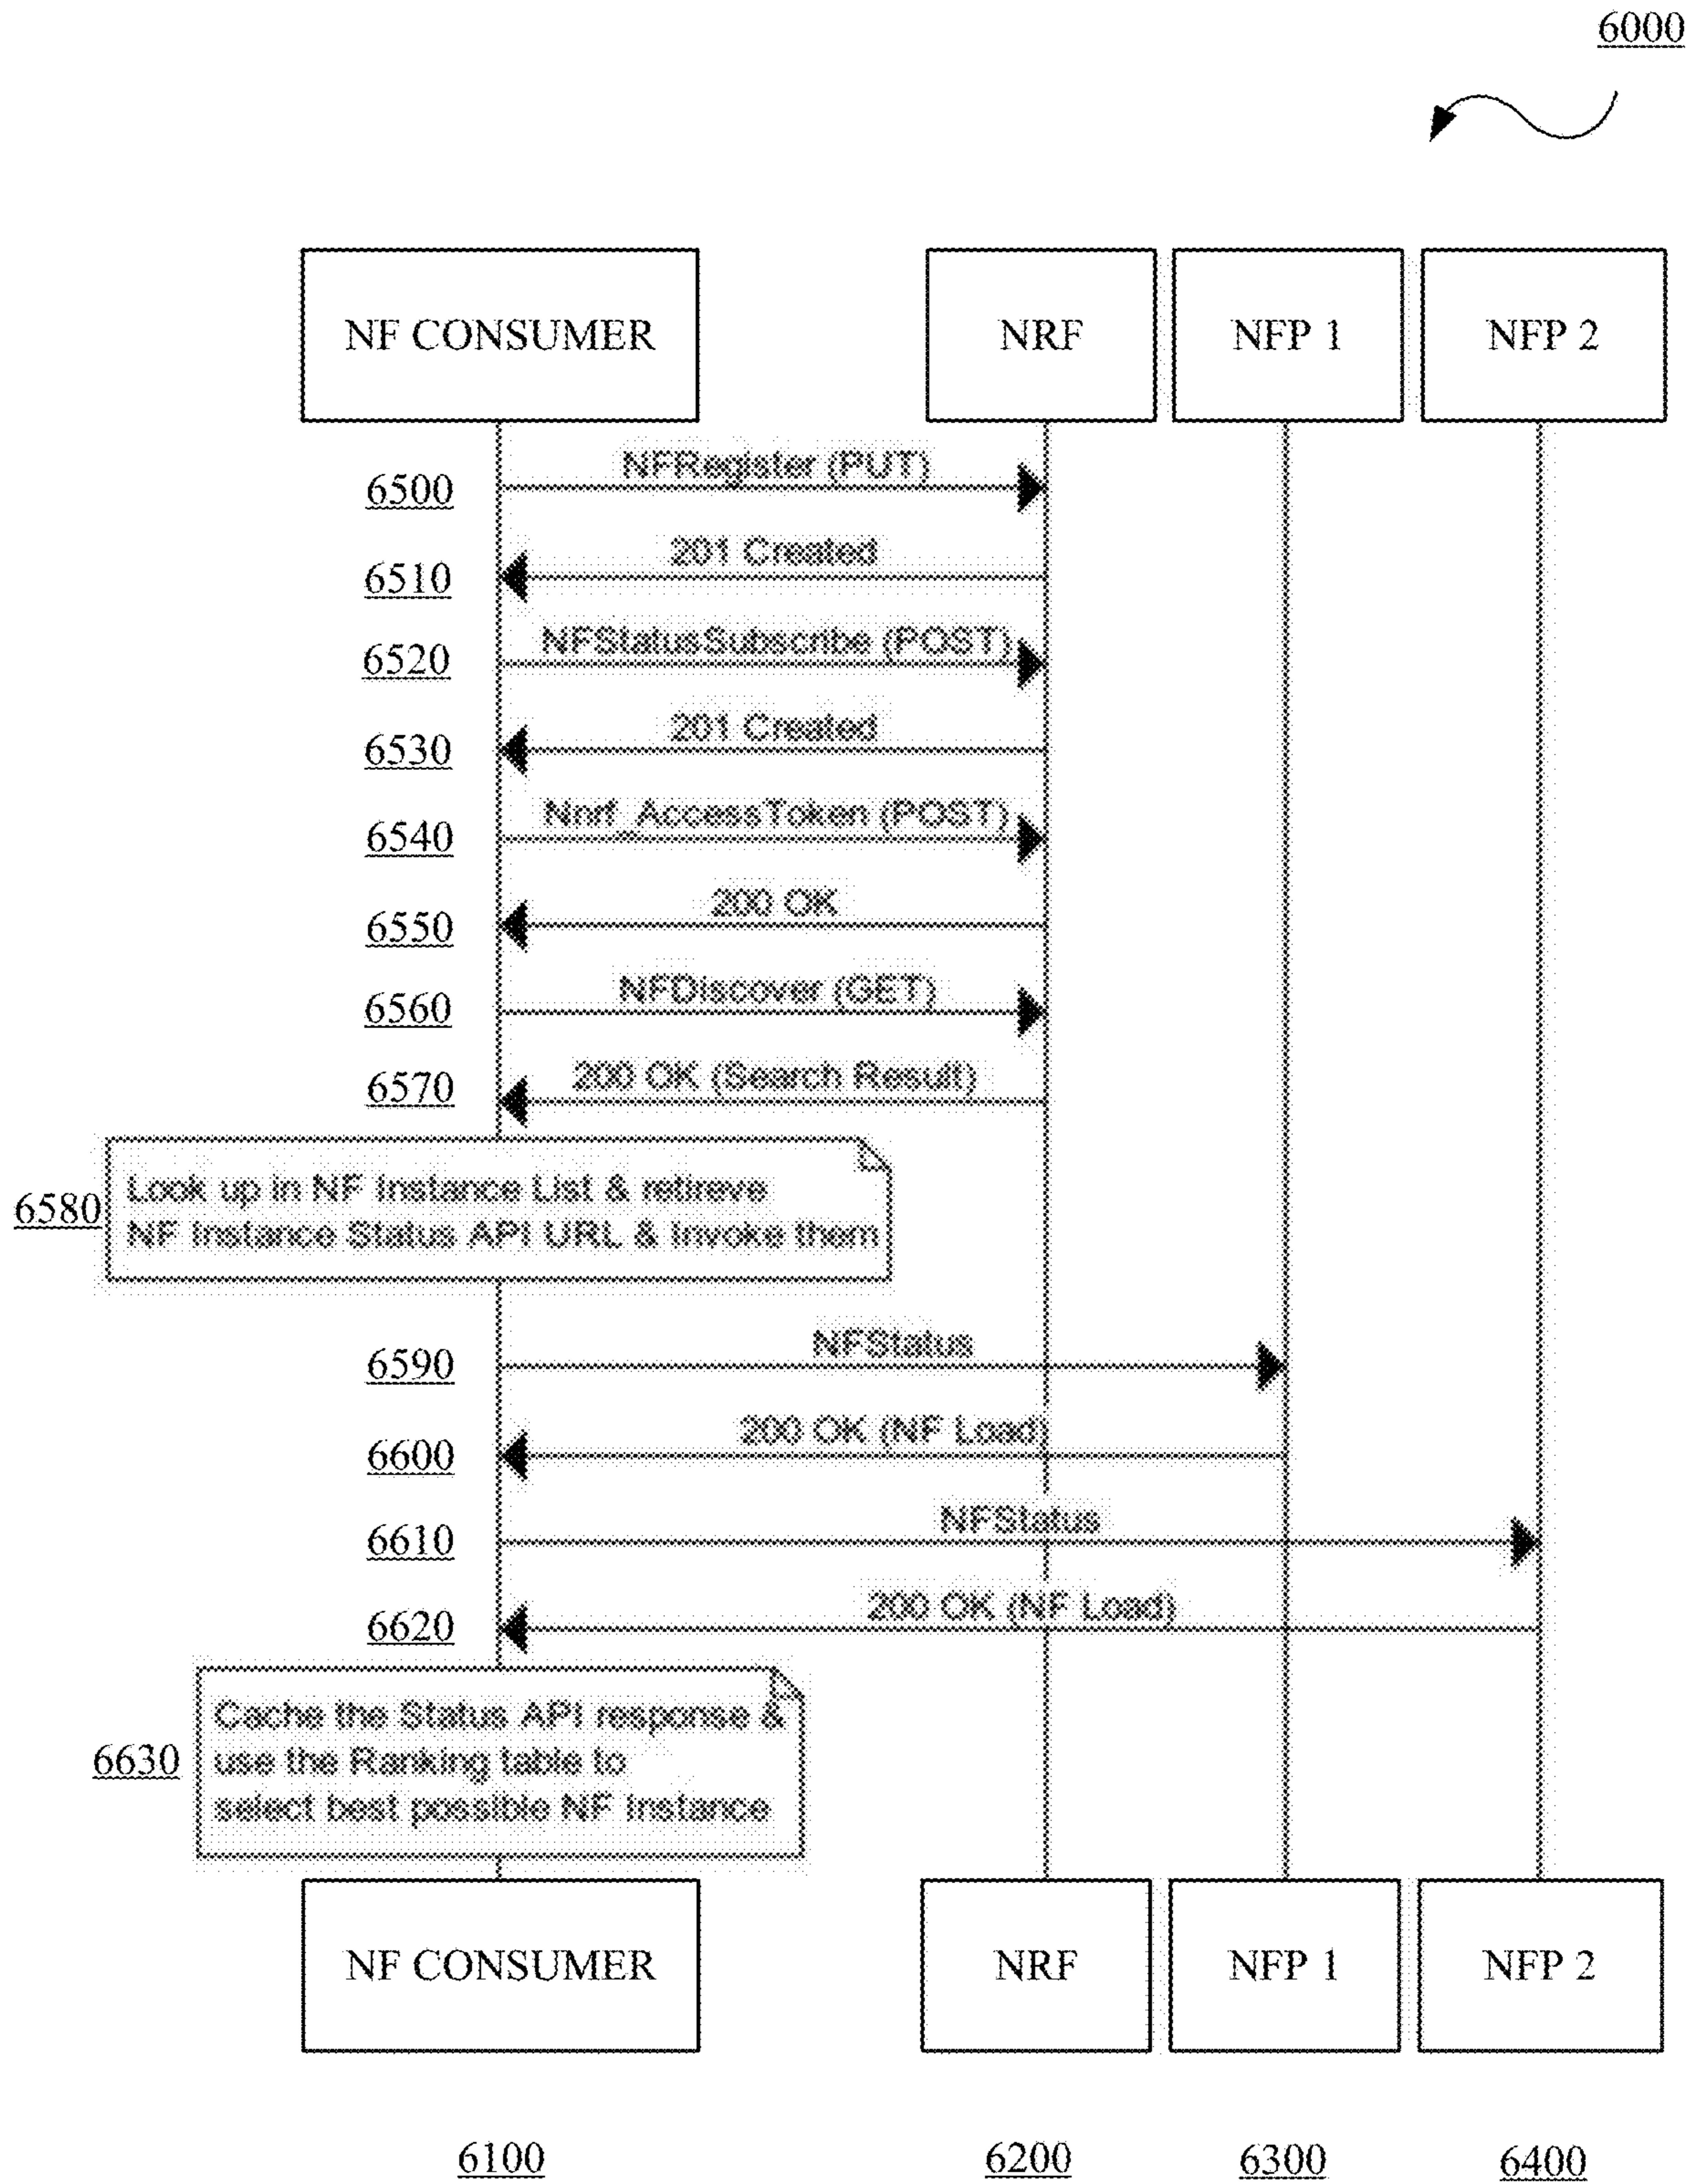 6000
NF CONSUMER
NRF
NFP 1
NFP 2
NFRegister (PUT)
6500
201 Created
6510
NFStatusSubscribe (POST)
6520
201 Created
6530
Nnrf_AccessToken (POST)
6540
200 OK
6550
NFDiscover (GET)
6560
200 OK (Search Result)
6570
Look up in NF Instance List & retireve
6580
NF Instance Status API URL & invoke them
NFStatus
6590
200 OK (NF Load)
6600
NFStatus
6610
200 OK (NF Load)
6620
Cache the Status API response &
6630
use the Ranking table to
select best possible NF Instance
NF CONSUMER
NRF
NFP 1
NFP 2
6100
6200
6300
6400